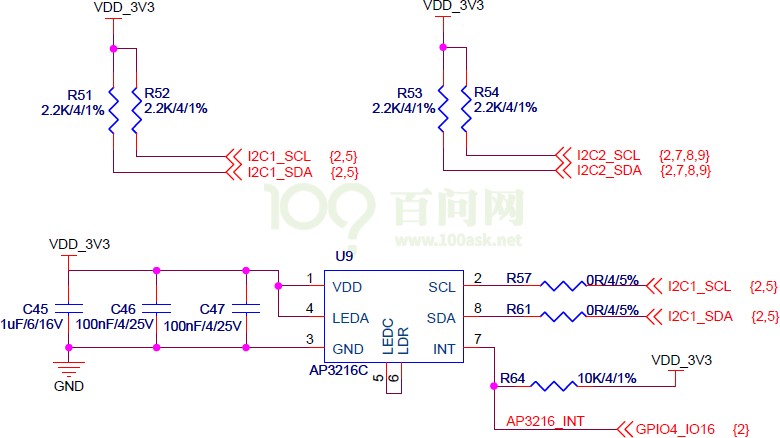 VDD_3V3
VDD_3V3
R51
R52
2.2K/4/1%
2.2K/4/1%
R53
R54
2.2K/4/1%
2.2K/4/1%
I2C1_SCL {2,5}
I2C1_SDA {2,5}
I2C2_SCL {2,7,8,9}
I2C2_SDA {2,7,8,9}
100 百问网
www.100ask.net
VDD_3V3
C45
1uF/6/16V
C46
100nF/4/25V
C47
100nF/4/25V
GND
U9
1 VDD
4 LEDA
3 GND
SCL 2
SDA 8
INT 7
LEDC
LDR
5
6
AP3216C
R57 0R/4/5% I2C1_SCL {2,5}
R61 0R/4/5% I2C1_SDA {2,5}
VDD_3V3
R64 10K/4/1%
AP3216_INT
GPIO4_IO16 {2}